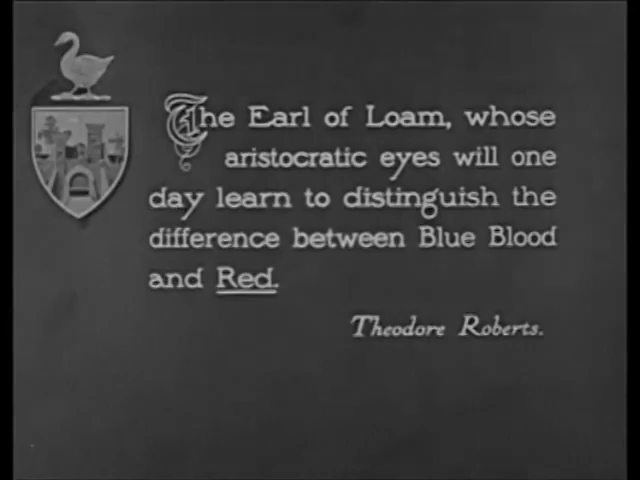 The Earl of Loam, whose
aristocratic eyes will one
day learn to distinguish the
difference between Blue Blood
and Red.
Theodore Roberts.